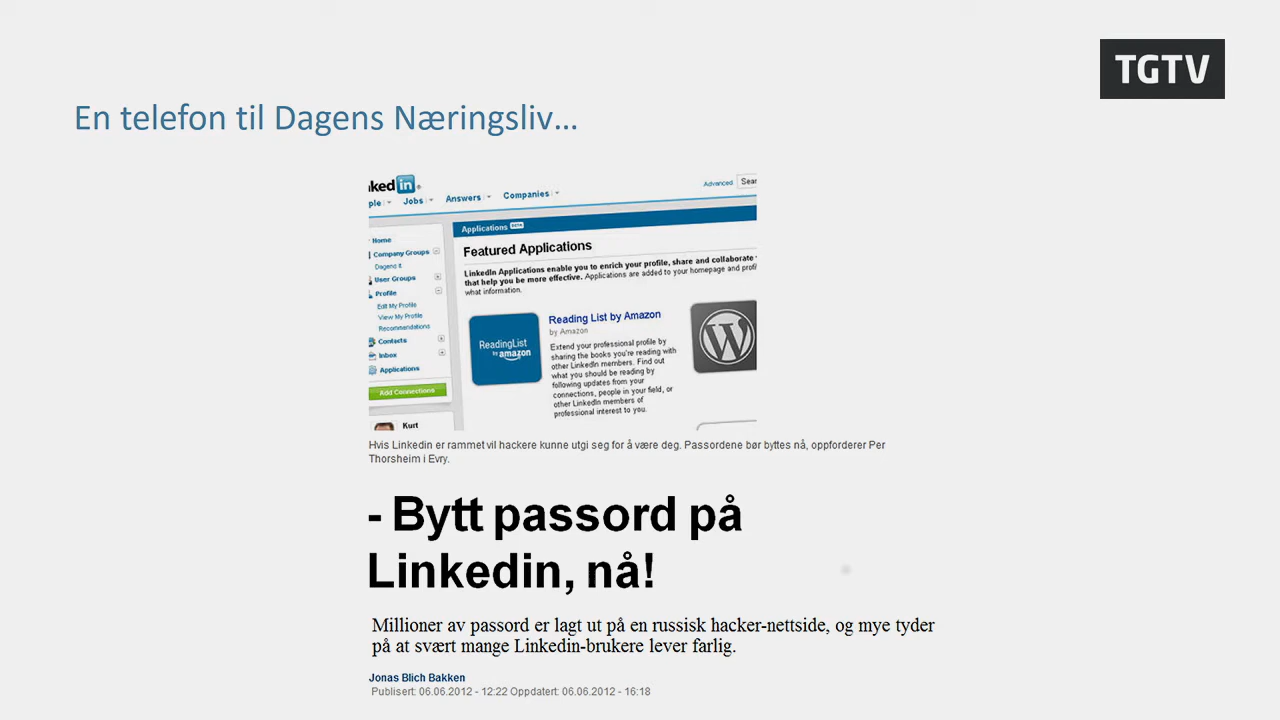 TGTV
En telefon til Dagens Næringsliv...
ked in
ple Jobs Answers Companies Advanced Sear
Applications BETA
Home
Company Groups
Dagens it
User Groups
Profile
Edit My Profile
View My Profile
Recommendations
Contacts
Inbox
Applications
Add Connections
Kurt
Featured Applications
LinkedIn Applications enable you to enrich your profile, share and collaborate
that help you be more effective. Applications are added to your homepage and profi
what information.
ReadingList
by amazon
Reading List by Amazon
by Amazon
Extend your professional profile by
sharing the books you're reading with
other LinkedIn members. Find out
what you should be reading by
following updates from your
connections, people in your field, or
other LinkedIn members of
professional interest to you.
Hvis Linkedin er rammet vil hackere kunne utgi seg for å være deg. Passordene bør byttes nå, oppforderer Per
Thorsheim i Evry.
- Bytt passord på
Linkedin, nå!
Millioner av passord er lagt ut på en russisk hacker-nettside, og mye tyder
på at svært mange Linkedin-brukere lever farlig.
Jonas Blich Bakken
Publisert: 06.06.2012 - 12:22 Oppdatert: 06.06.2012 - 16:18